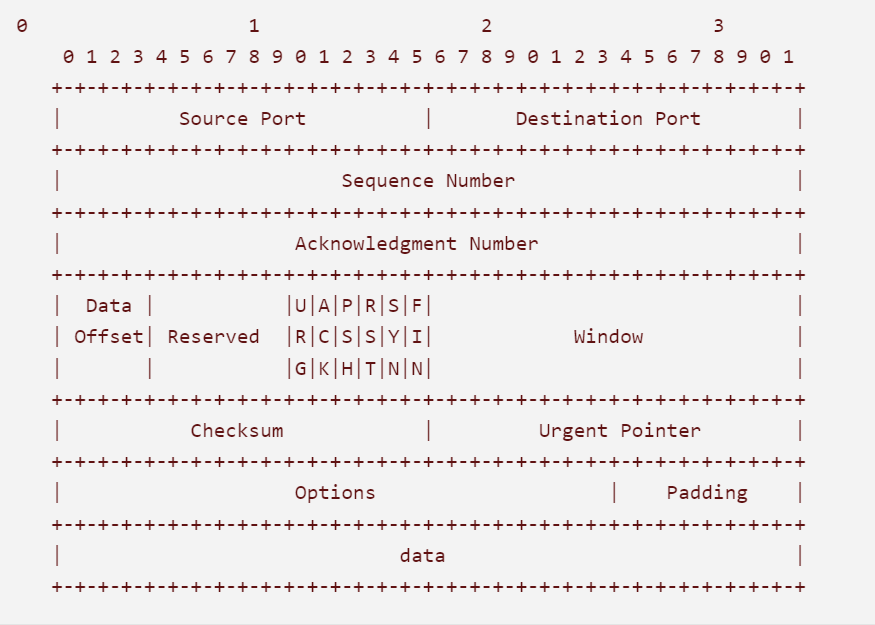 0                   1                   2                   3
    0 1 2 3 4 5 6 7 8 9 0 1 2 3 4 5 6 7 8 9 0 1 2 3 4 5 6 7 8 9 0 1
   +-+-+-+-+-+-+-+-+-+-+-+-+-+-+-+-+-+-+-+-+-+-+-+-+-+-+-+-+-+-+-+-+
   |          Source Port          |       Destination Port        |
   +-+-+-+-+-+-+-+-+-+-+-+-+-+-+-+-+-+-+-+-+-+-+-+-+-+-+-+-+-+-+-+-+
   |                        Sequence Number                        |
   +-+-+-+-+-+-+-+-+-+-+-+-+-+-+-+-+-+-+-+-+-+-+-+-+-+-+-+-+-+-+-+-+
   |                    Acknowledgment Number                      |
   +-+-+-+-+-+-+-+-+-+-+-+-+-+-+-+-+-+-+-+-+-+-+-+-+-+-+-+-+-+-+-+-+
   |  Data |           |U|A|P|R|S|F|                               |
   | Offset| Reserved  |R|C|S|S|Y|I|            Window             |
   |       |           |G|K|H|T|N|N|                               |
   +-+-+-+-+-+-+-+-+-+-+-+-+-+-+-+-+-+-+-+-+-+-+-+-+-+-+-+-+-+-+-+-+
   |           Checksum            |         Urgent Pointer        |
   +-+-+-+-+-+-+-+-+-+-+-+-+-+-+-+-+-+-+-+-+-+-+-+-+-+-+-+-+-+-+-+-+
   |                    Options                    |    Padding    |
   +-+-+-+-+-+-+-+-+-+-+-+-+-+-+-+-+-+-+-+-+-+-+-+-+-+-+-+-+-+-+-+-+
   |                             data                              |
   +-+-+-+-+-+-+-+-+-+-+-+-+-+-+-+-+-+-+-+-+-+-+-+-+-+-+-+-+-+-+-+-+